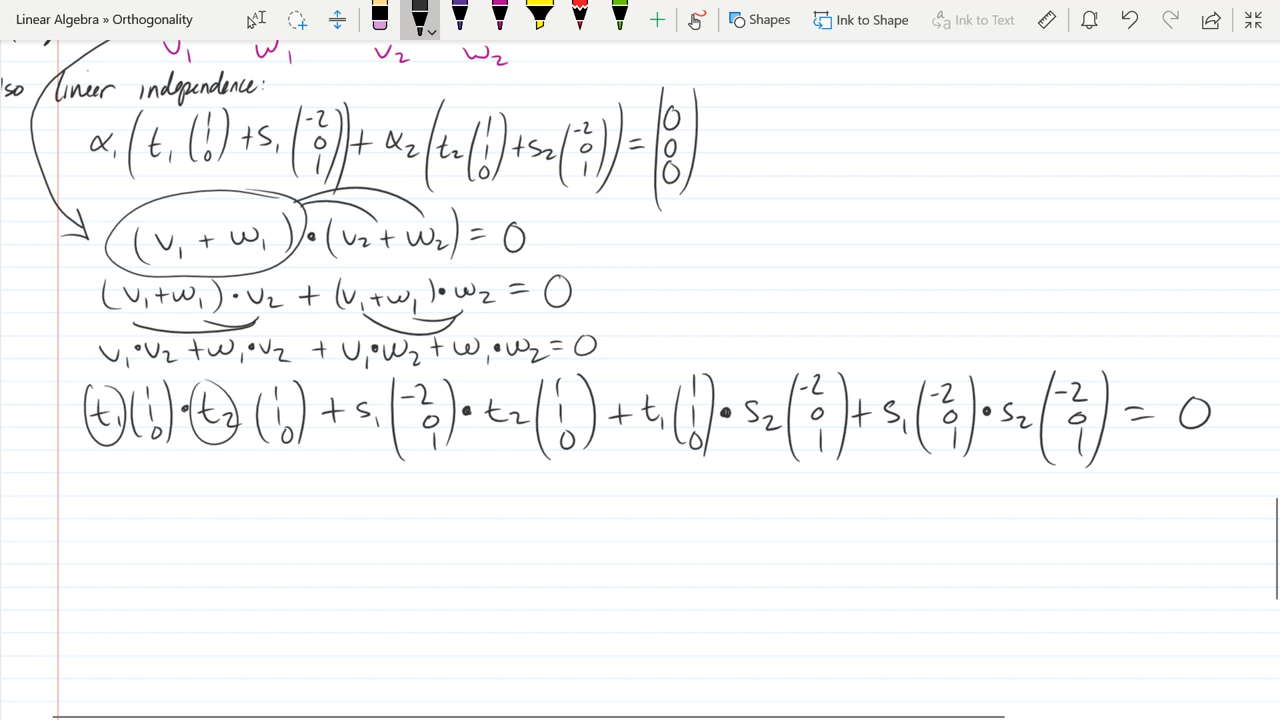 Linear Algebra » Orthogonality Shapes Ink to Shape Ink to Text
v₁ w₁ v₂ w₂
so linear independence:
α₁(t₁(1 1 0) + s₁(-2 0 1)) + α₂(t₂(1 1 0) + s₂(-2 0 1)) = (0 0 0)
(v₁ + w₁)•(v₂ + w₂) = 0
(v₁+w₁)•v₂ + (v₁+w₁)•w₂ = 0
v₁•v₂ + w₁•v₂ + v₁•w₂ + w₁•w₂ = 0
t₁(1 1 0)•t₂(1 1 0) + s₁(-2 0 1)•t₂(1 1 0) + t₁(1 1 0)•s₂(-2 0 1) + s₁(-2 0 1)•s₂(-2 0 1) = 0